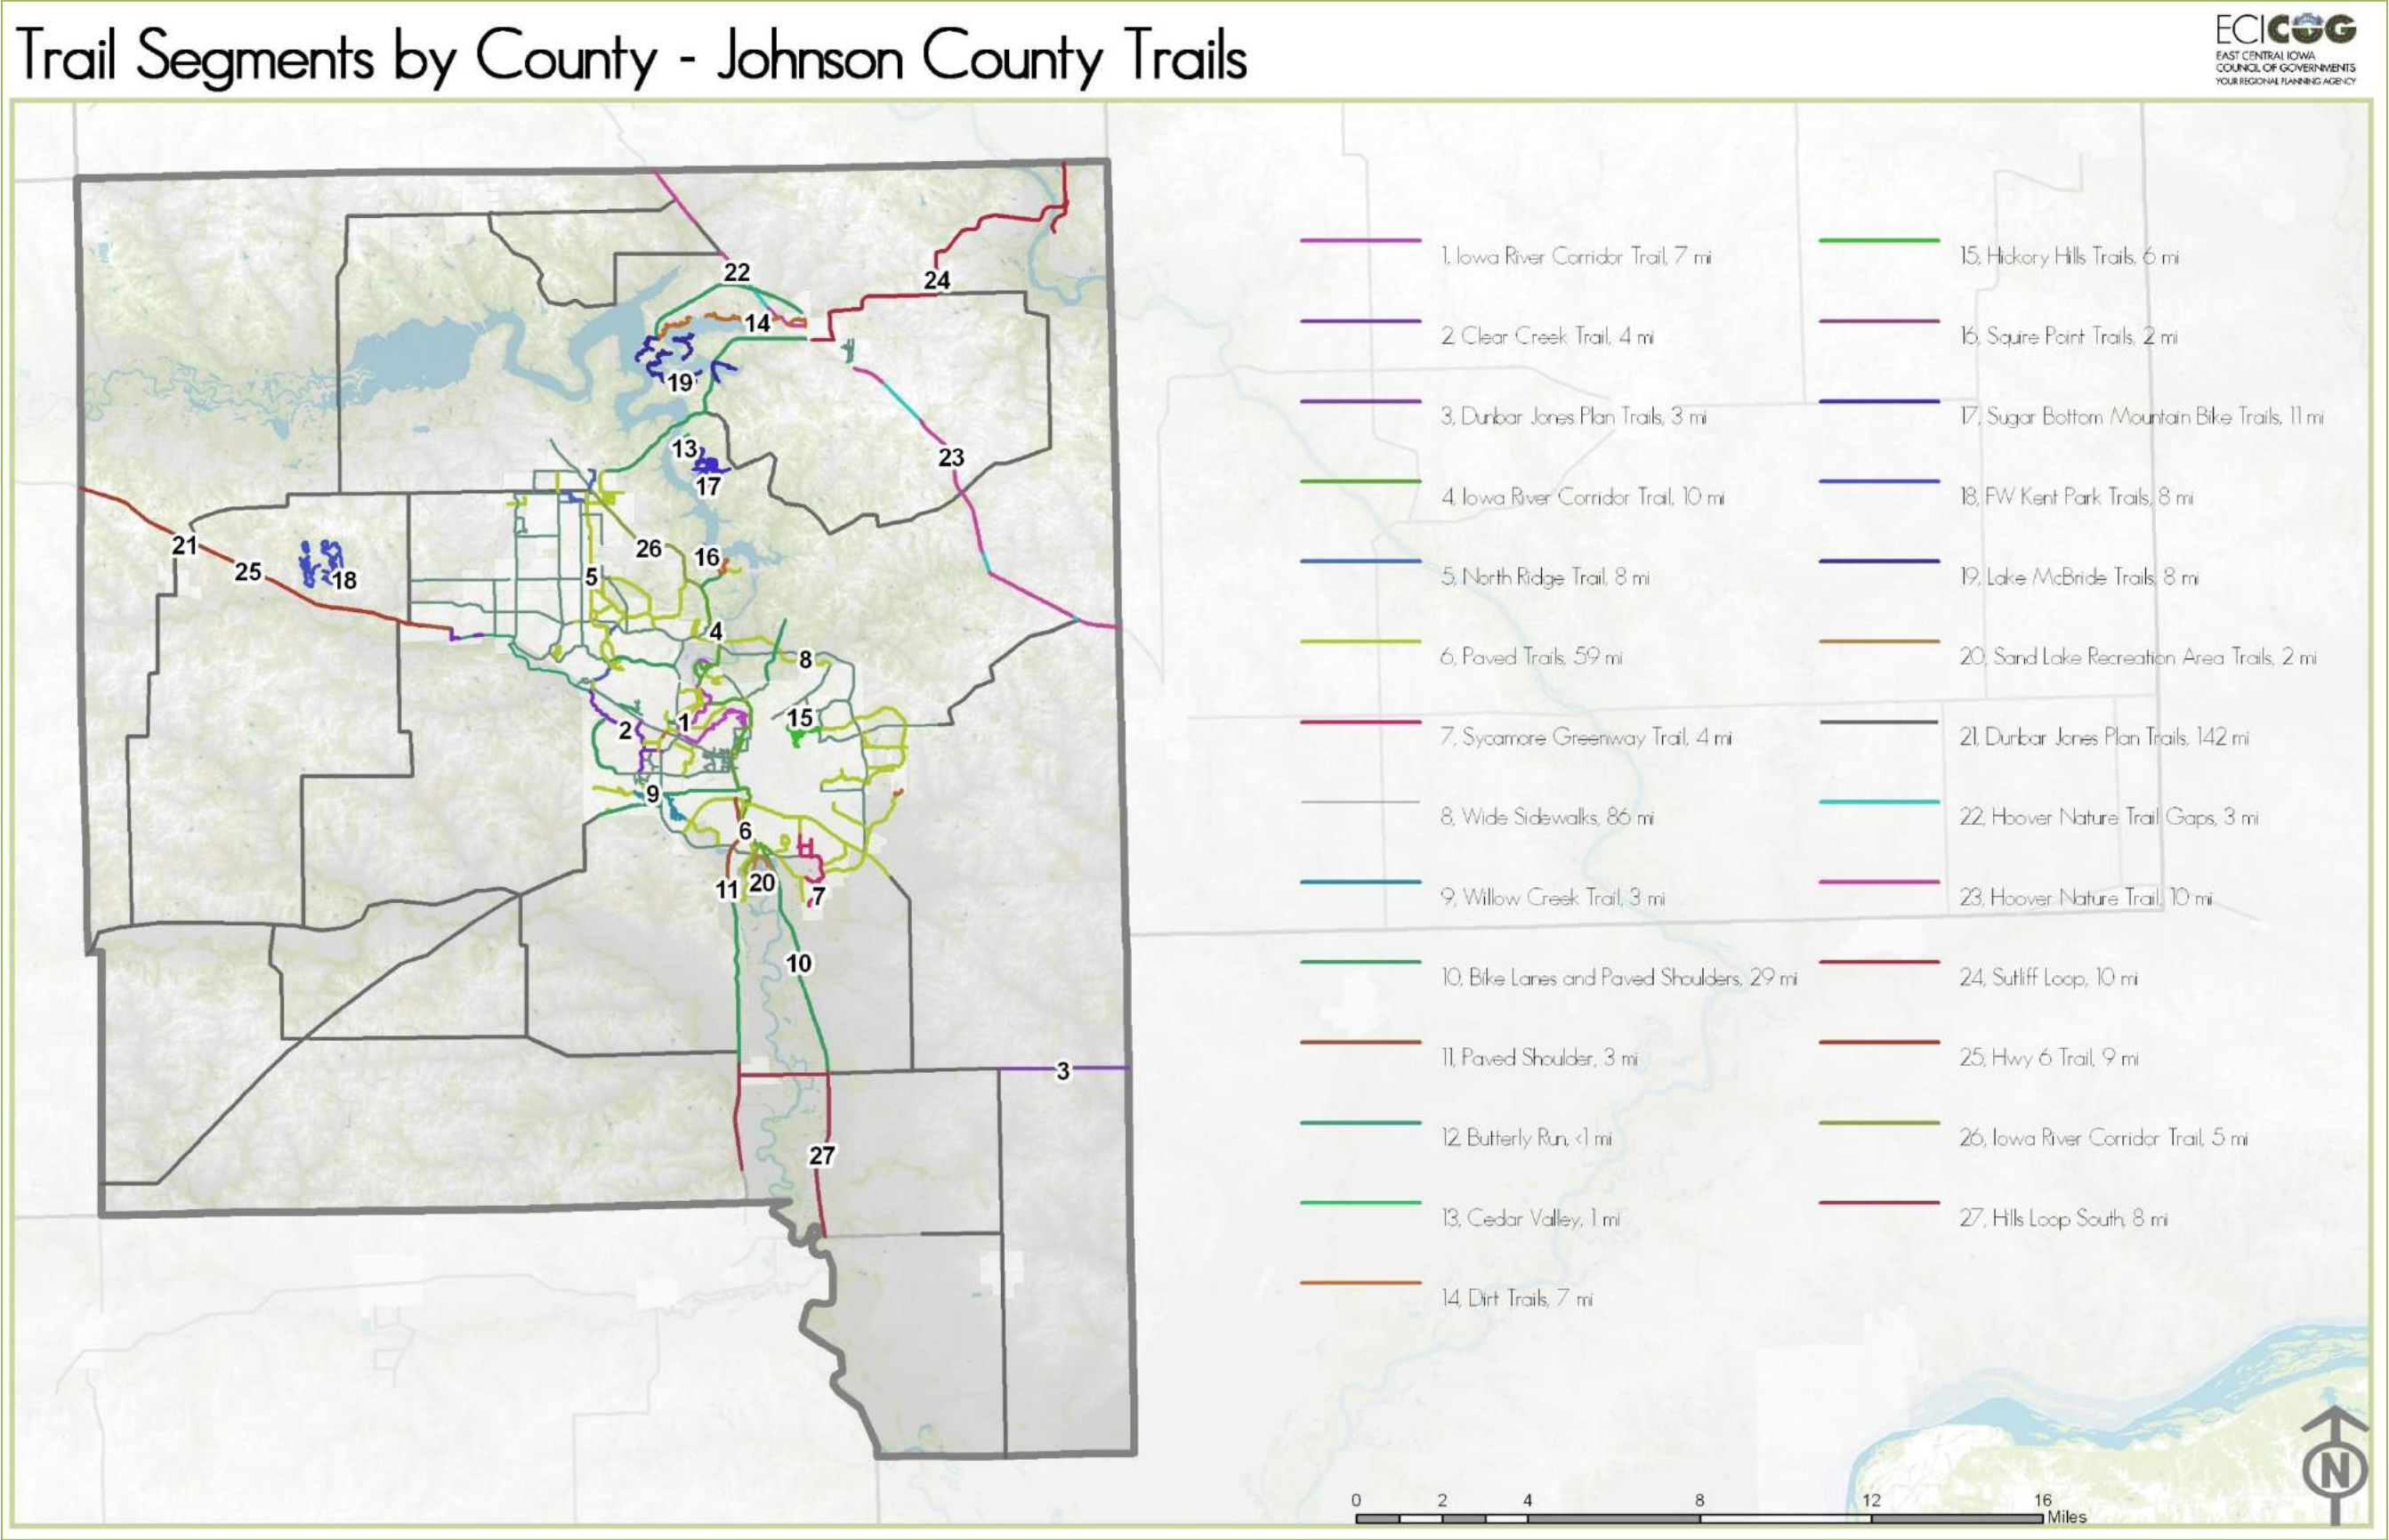 Trail Segments by County - Johnson County Trails
ECICOG
EAST CENTRAL IOWA
COUNCIL OF GOVERNMENTS
YOUR REGIONAL PLANNING AGENCY
22
24
14
19
13
23
17
21
25
18
26
16
5
4
8
2
1
15
9
6
11
20
7
10
3
27
1, Iowa River Corridor Trail, 7 mi
2, Clear Creek Trail, 4 mi
3, Dunbar Jones Plan Trails, 3 mi
4, Iowa River Corridor Trail, 10 mi
5, North Ridge Trail, 8 mi
6, Paved Trails, 59 mi
7, Sycamore Greenway Trail, 4 mi
8, Wide Sidewalks, 86 mi
9, Willow Creek Trail, 3 mi
10, Bike Lanes and Paved Shoulders, 29 mi
11, Paved Shoulder, 3 mi
12, Butterly Run, <1 mi
13, Cedar Valley, 1 mi
14, Dirt Trails, 7 mi
15, Hickory Hills Trails, 6 mi
16, Squire Point Trails, 2 mi
17, Sugar Bottom Mountain Bike Trails, 11 mi
18, FW Kent Park Trails, 8 mi
19, Lake McBride Trails, 8 mi
20, Sand Lake Recreation Area Trails, 2 mi
21, Dunbar Jones Plan Trails, 142 mi
22, Hoover Nature Trail Gaps, 3 mi
23, Hoover Nature Trail, 10 mi
24, Sutliff Loop, 10 mi
25, Hwy 6 Trail, 9 mi
26, Iowa River Corridor Trail, 5 mi
27, Hills Loop South, 8 mi
0 2 4 8 12 16
Miles
N